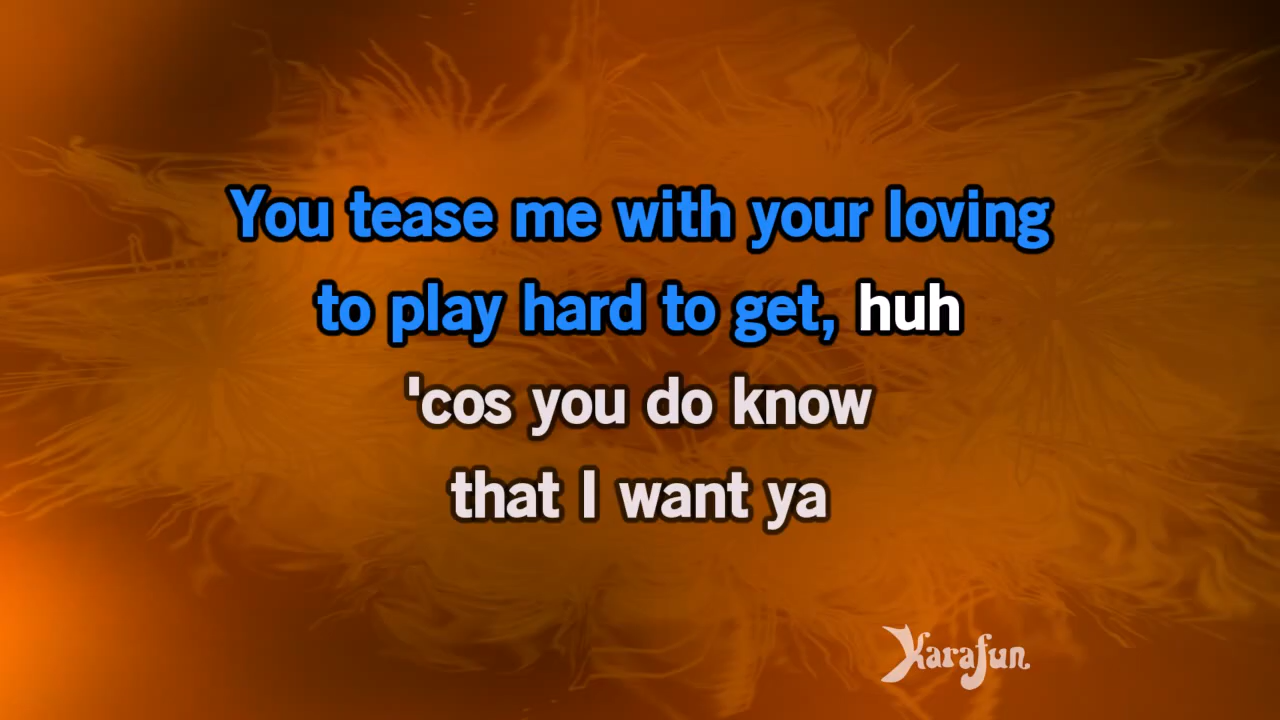 You tease me with your loving
to play hard to get, huh
'cos you do know
that I want ya
Karafun